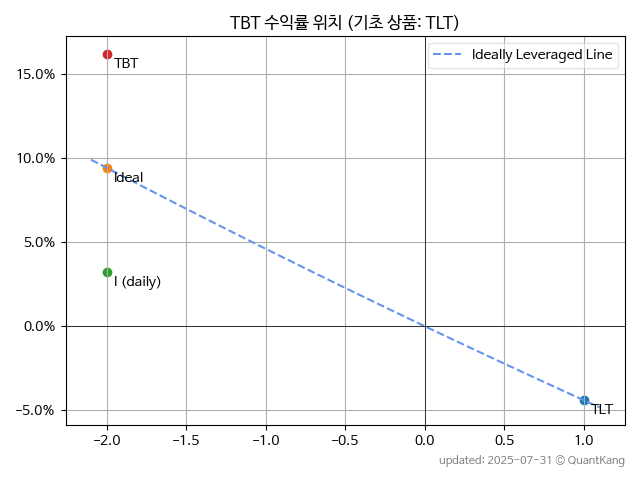 TBT 수익률 위치 (기초 상품: TLT)
Ideally Leveraged Line
15.0%
10.0%
5.0%
0.0%
-5.0%
TBT
Ideal
I (daily)
TLT
-2.0 -1.5 -1.0 -0.5 0.0 0.5 1.0
updated: 2025-07-31 © QuantKang